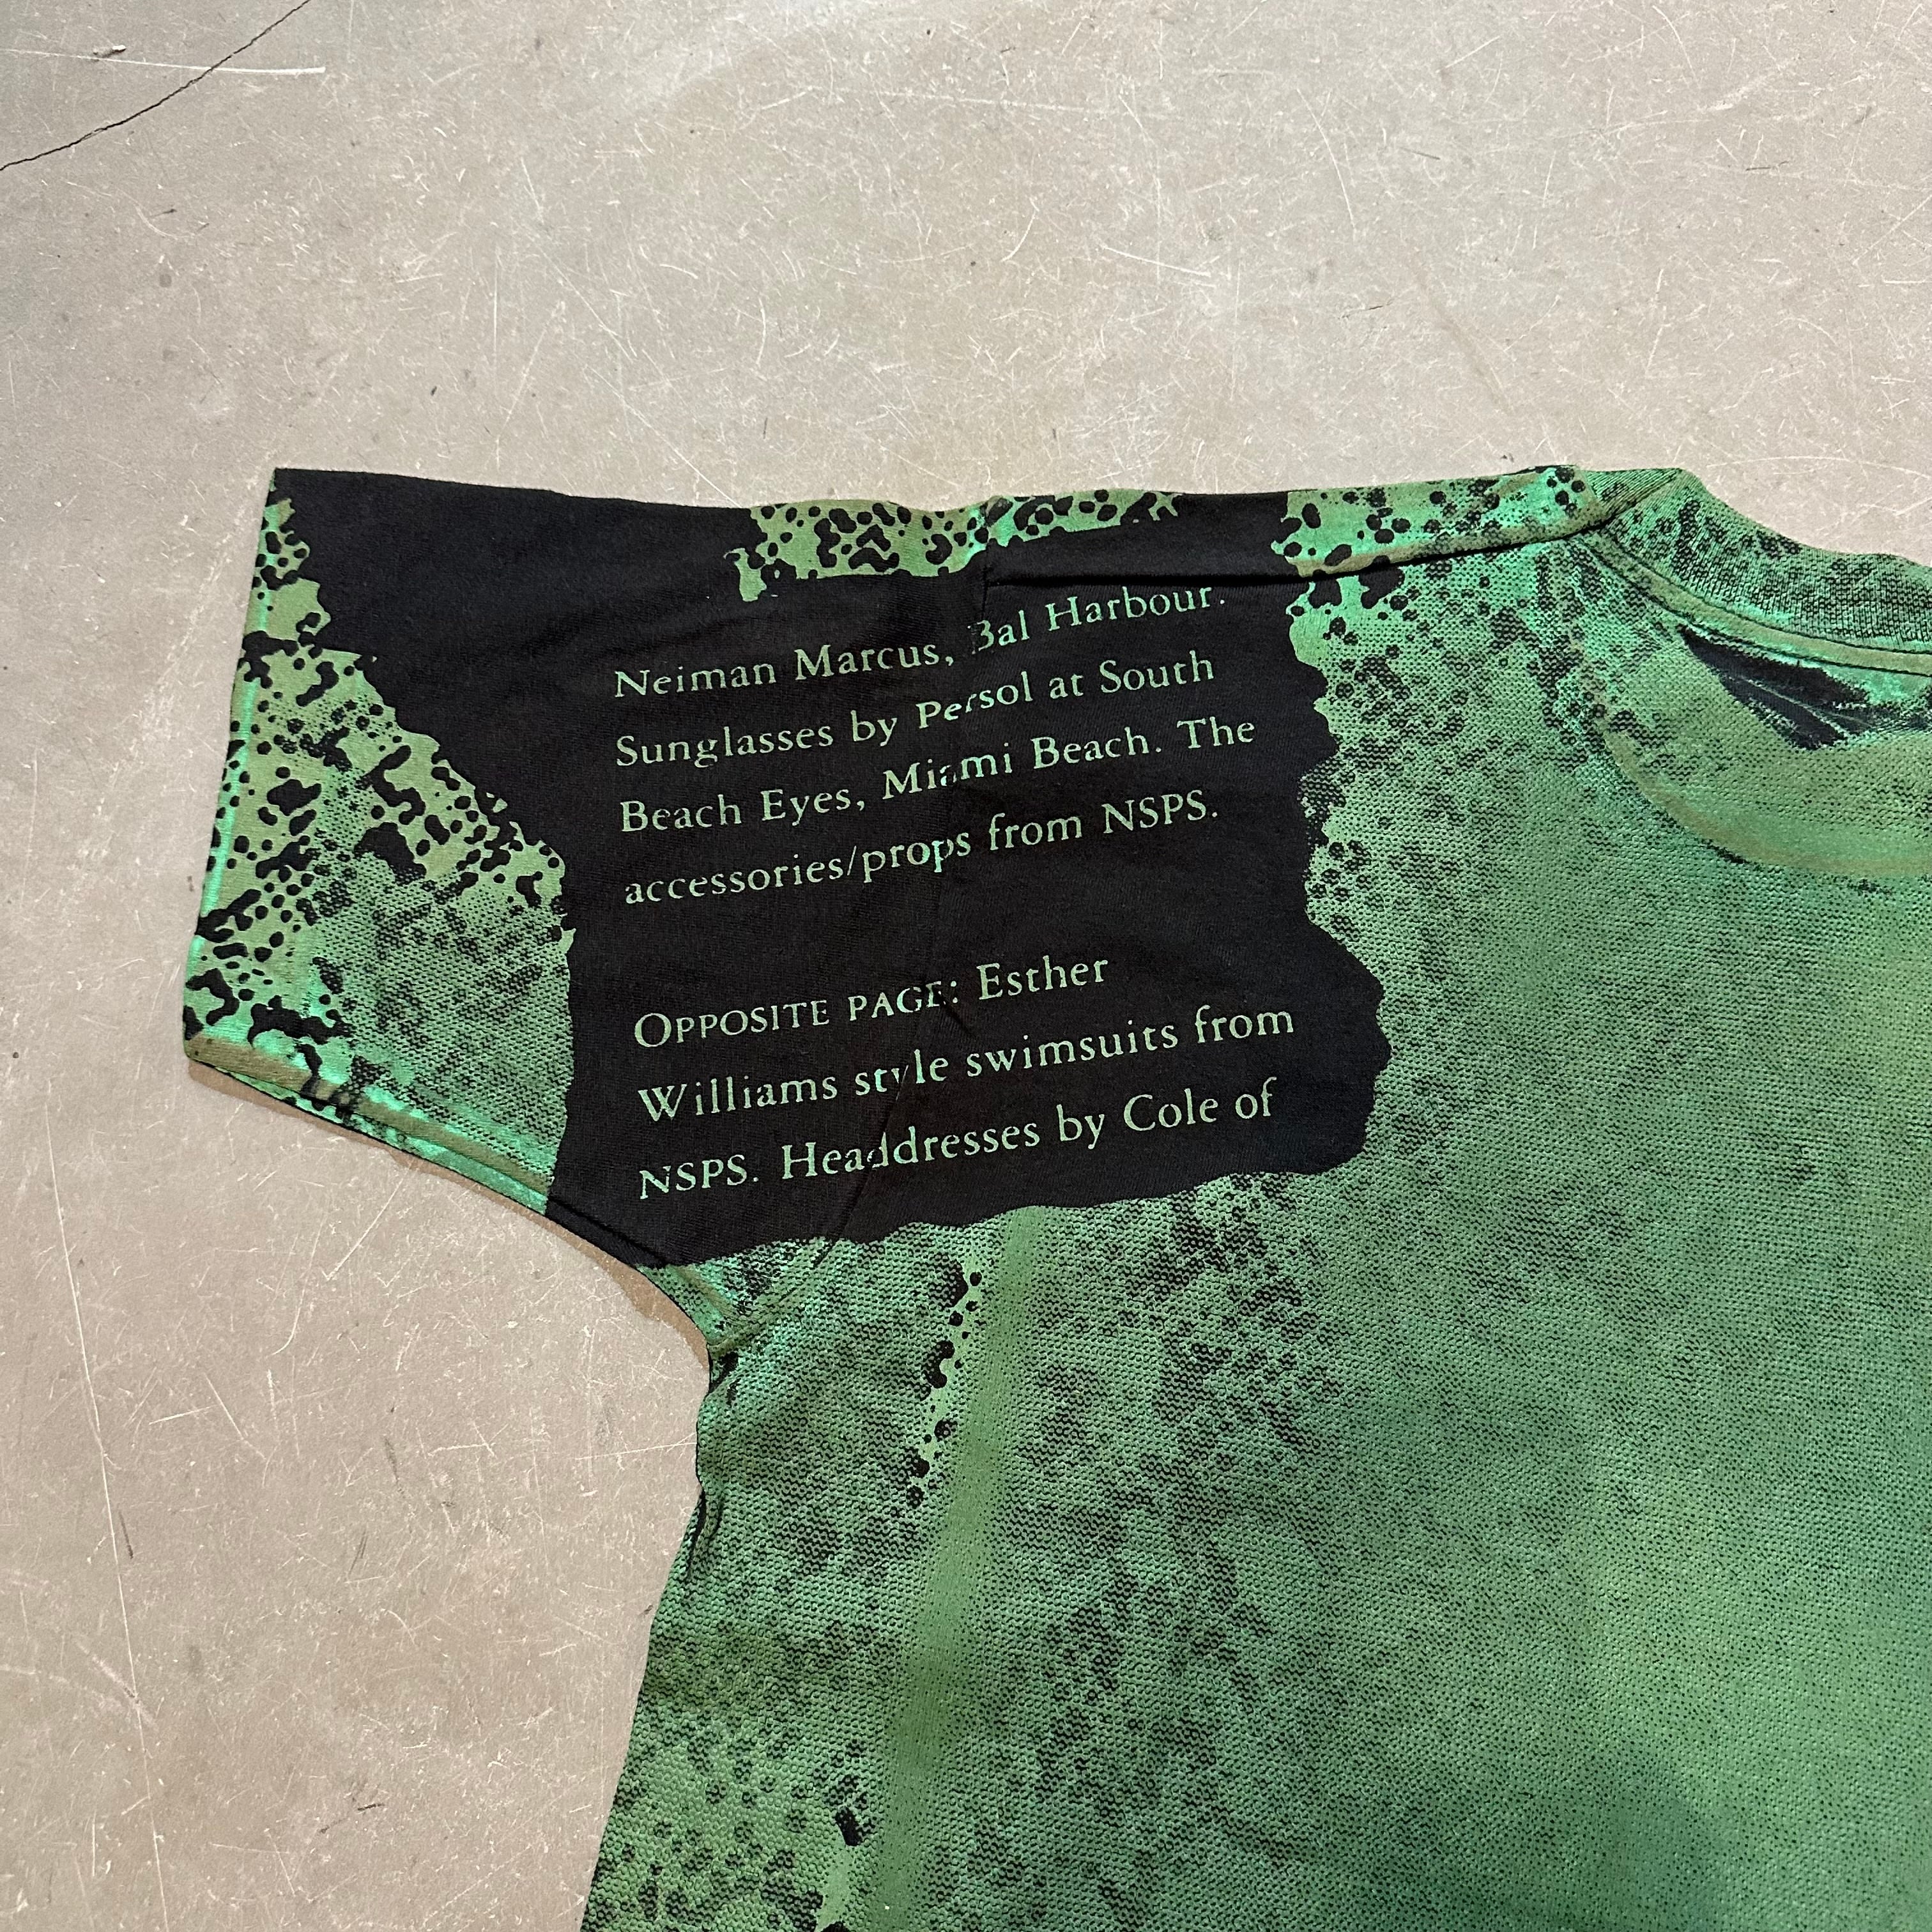 Neiman Marcus, Bal Harbour.
Sunglasses by Persol at South
Beach Eyes, Miami Beach. The
accessories/props from NSPS.
OPPOSITE PAGE: Esther
Williams style swimsuits from
NSPS. Headdresses by Cole of